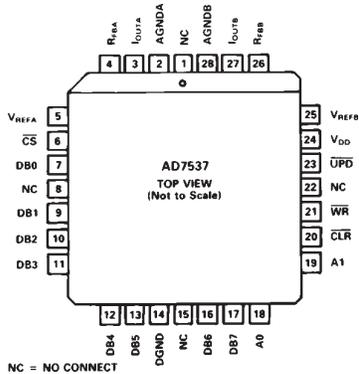 RFBA IOUTA AGNDA NC AGNDB IOUTB RFBB
4 3 2 1 28 27 26
VREFA 5 25 VREFB
CS 6 24 VDD
DB0 7 23 UPD
NC 8 22 NC
DB1 9 21 WR
DB2 10 20 CLR
DB3 11 19 A1
AD7537
TOP VIEW
(Not to Scale)
12 13 14 15 16 17 18
DB4 DB5 DGND NC DB6 DB7 A0
NC = NO CONNECT